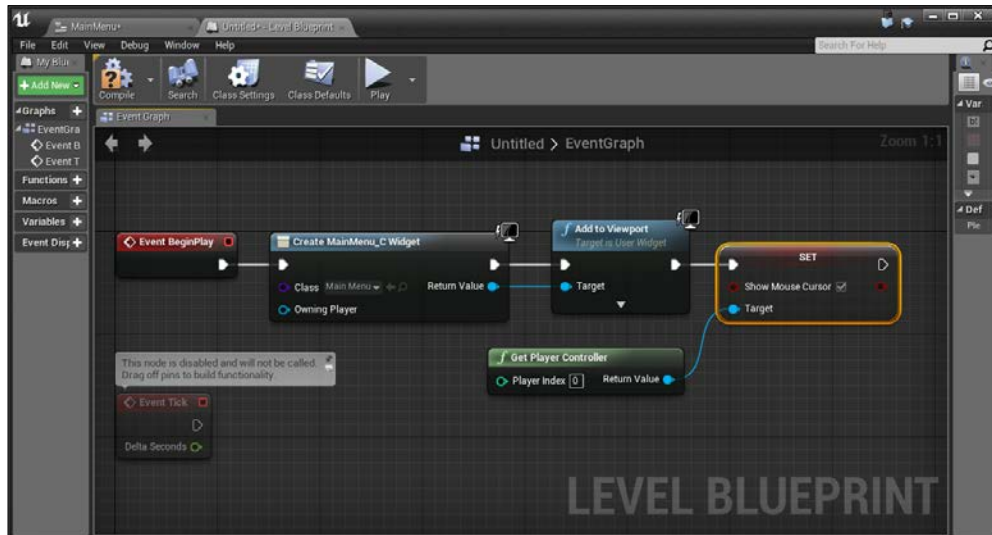 MainMenu*
Untitled* - Level Blueprint
File Edit View Debug Window Help
Search For Help
My Blu
+ Add New
Compile
Search
Class Settings
Class Defaults
Play
Graphs
EventGra
Event B
Event T
Functions
Macros
Variables
Event Disp
Event Graph
Untitled > EventGraph
Zoom 1:1
Event BeginPlay
Create MainMenu_C Widget
Class Main Menu
Return Value
Owning Player
Add to Viewport
Target is User Widget
Target
SET
Show Mouse Cursor
Target
Get Player Controller
Player Index 0
Return Value
This node is disabled and will not be called.
Drag off pins to build functionality.
Event Tick
Delta Seconds
LEVEL BLUEPRINT
Var
Def
Ple